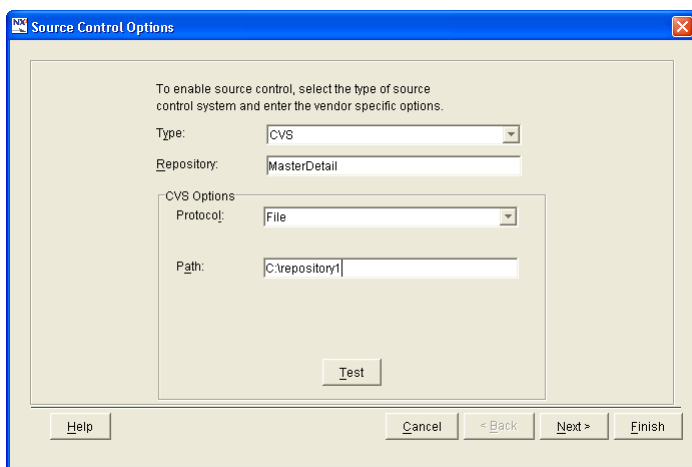 NX
Source Control Options
To enable source control, select the type of source
control system and enter the vendor specific options.
Type: CVS
Repository: MasterDetail
CVS Options
Protocol: File
Path: C:\repository1
Test
Help Cancel < Back Next > Finish